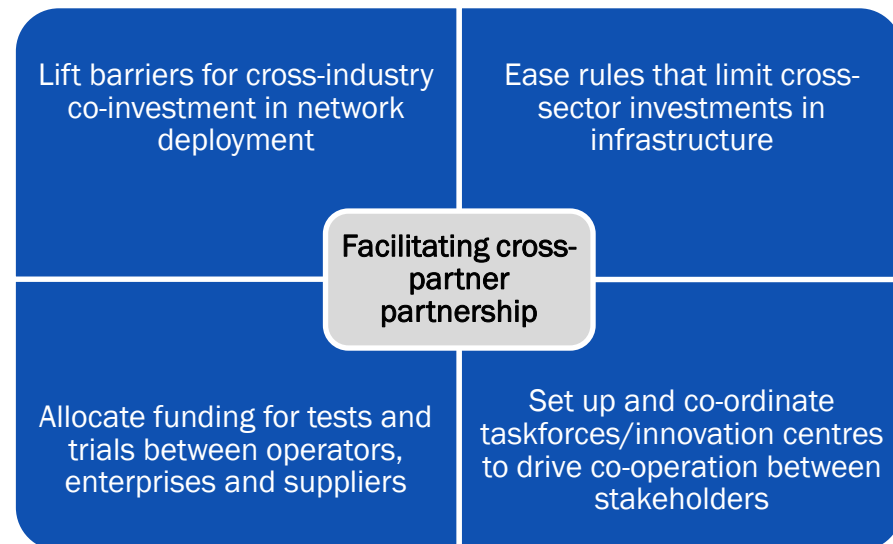 Lift barriers for cross-industry
co-investment in network
deployment
Ease rules that limit cross-
sector investments in
infrastructure
Facilitating cross-
partner
partnership
Allocate funding for tests and
trials between operators,
enterprises and suppliers
Set up and co-ordinate
taskforces/innovation centres
to drive co-operation between
stakeholders